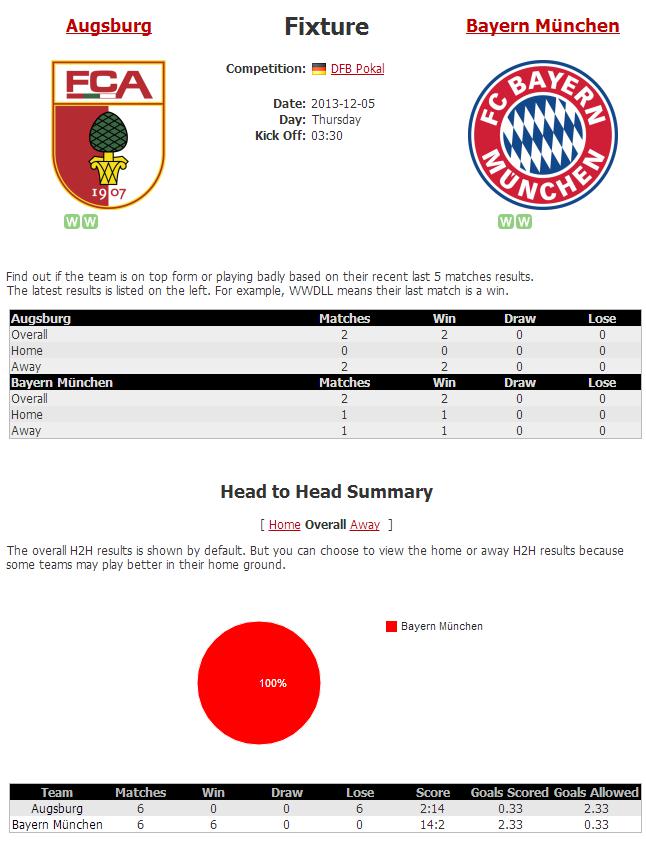 Augsburg
Fixture
Bayern München
FCA
1907
Competition: DFB Pokal
Date: 2013-12-05
Day: Thursday
Kick Off: 03:30
FC BAYERN
MÜNCHEN
W W
W W
Find out if the team is on top form or playing badly based on their recent last 5 matches results.
The latest results is listed on the left. For example, WWDLL means their last match is a win.
Augsburg Matches Win Draw Lose
Overall 2 2 0 0
Home 0 0 0 0
Away 2 2 0 0
Bayern München Matches Win Draw Lose
Overall 2 2 0 0
Home 1 1 0 0
Away 1 1 0 0
Head to Head Summary
[ Home Overall Away ]
The overall H2H results is shown by default. But you can choose to view the home or away H2H results because
some teams may play better in their home ground.
Bayern München
100%
Team Matches Win Draw Lose Score Goals Scored Goals Allowed
Augsburg 6 0 0 6 2:14 0.33 2.33
Bayern München 6 6 0 0 14:2 2.33 0.33